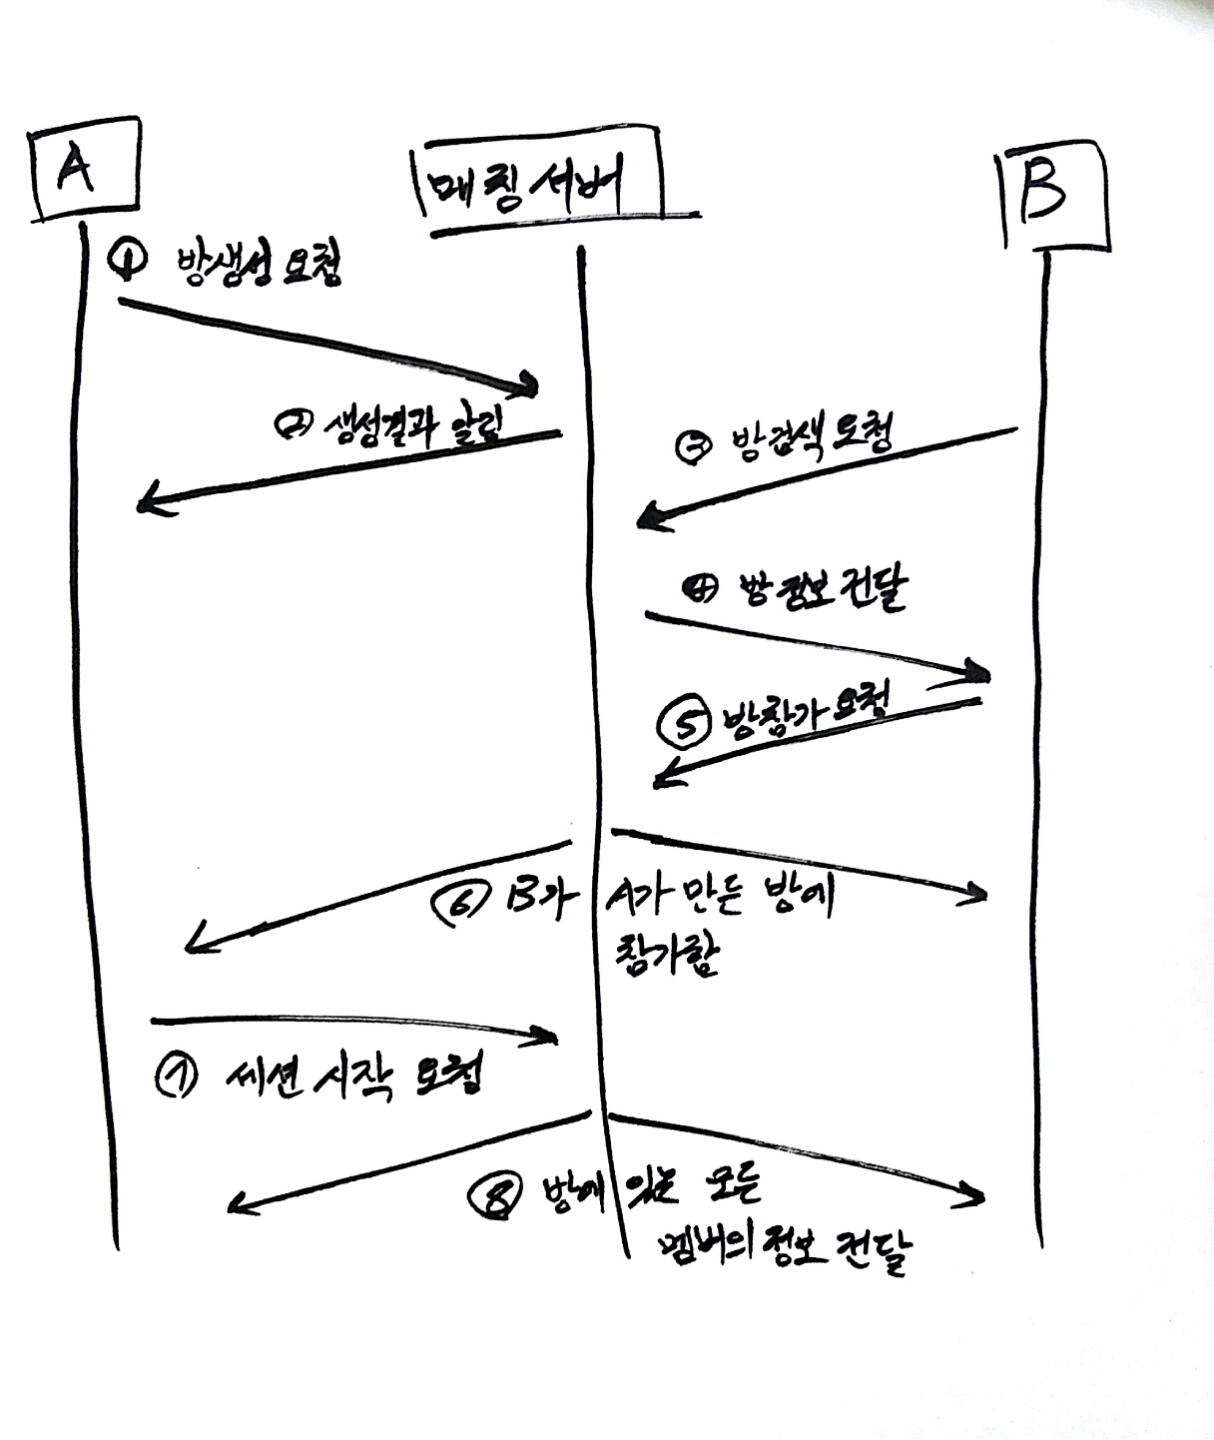 A
매칭서버
B
① 방생성 요청
② 생성결과 알림
③ 방검색 요청
④ 방정보 전달
⑤ 방참가 요청
⑥ B가 A가 만든 방에
참가함
⑦ 세션 시작 요청
⑧ 방에 있는 모든
멤버의 정보 전달